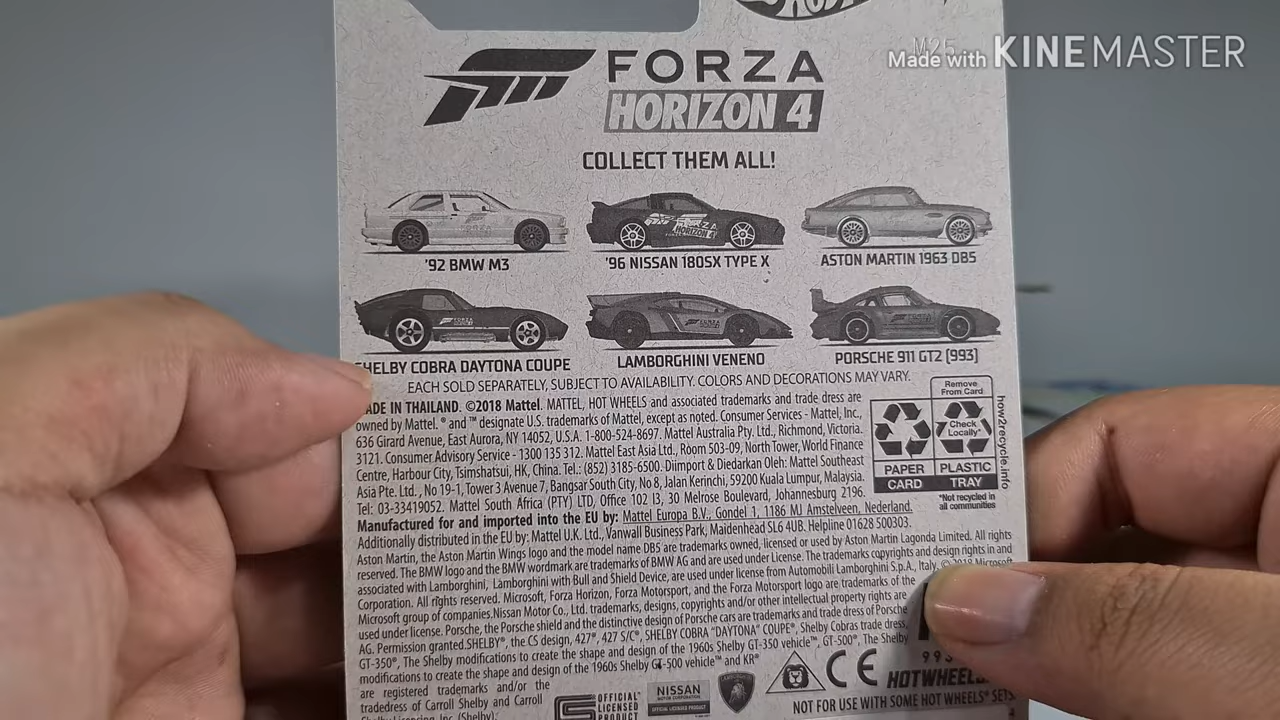 Made with KINEMASTER
FORZA
HORIZON 4
COLLECT THEM ALL!
'92 BMW M3
'96 NISSAN 180SX TYPE X
ASTON MARTIN 1963 DB5
SHELBY COBRA DAYTONA COUPE
LAMBORGHINI VENENO
PORSCHE 911 GT2 [993]
EACH SOLD SEPARATELY, SUBJECT TO AVAILABILITY. COLORS AND DECORATIONS MAY VARY.
MADE IN THAILAND. ©2018 Mattel. MATTEL, HOT WHEELS and associated trademarks and trade dress are
owned by Mattel. ® and ™ designate U.S. trademarks of Mattel, except as noted. Consumer Services - Mattel, Inc.,
636 Girard Avenue, East Aurora, NY 14052, U.S.A. 1-800-524-8697. Mattel Australia Pty. Ltd., Richmond, Victoria.
3121. Consumer Advisory Service - 1300 135 312. Mattel East Asia Ltd., Room 503-09, North Tower, World Finance
Centre, Harbour City, Tsimshatsui, HK, China. Tel.: (852) 3185-6500. Diimport & Diedarkan Oleh: Mattel Southeast
Asia Pte. Ltd., No 19-1, Tower 3 Avenue 7, Bangsar South City, No 8, Jalan Kerinchi, 59200 Kuala Lumpur, Malaysia.
Tel: 03-33419052. Mattel South Africa (PTY) LTD, Office 102 I3, 30 Melrose Boulevard, Johannesburg 2196.
Manufactured for and imported into the EU by: Mattel Europa B.V., Gondel 1, 1186 MJ Amstelveen, Nederland.
Additionally distributed in the EU by: Mattel U.K. Ltd., Vanwall Business Park, Maidenhead SL6 4UB. Helpline 01628 500303.
Aston Martin, the Aston Martin Wings logo and the model name DB5 are trademarks owned, licensed or used by Aston Martin Lagonda Limited. All rights
reserved. The BMW logo and the BMW wordmark are trademarks of BMW AG and are used under License. The trademarks copyrights and design rights in and
associated with Lamborghini, Lamborghini with Bull and Shield Device, are used under license from Automobili Lamborghini S.p.A., Italy. © 2018 Microsoft
Corporation. All rights reserved. Microsoft, Forza Horizon, Forza Motorsport, and the Forza Motorsport logo are trademarks of the
Microsoft group of companies.Nissan Motor Co., Ltd. trademarks, designs, copyrights and/or other intellectual property rights are
used under license. Porsche, the Porsche shield and the distinctive design of Porsche cars are trademarks and trade dress of Porsche
AG. Permission granted.SHELBY®, the CS design, 427®, 427 S/C®, SHELBY COBRA "DAYTONA" COUPE®, Shelby Cobras trade dress,
GT-350®, The Shelby modifications to create the shape and design of the 1960s Shelby GT-350 vehicle™, GT-500®, The Shelby
modifications to create the shape and design of the 1960s Shelby GT-500 vehicle™ and KR®
are registered trademarks and/or the
tradedress of Carroll Shelby and Carroll
Shelby Licensing, Inc. (Shelby).
Remove
From Card
Check
Locally*
PAPER
CARD
PLASTIC
TRAY
*Not recycled in
all communities
how2recycle.info
OFFICIAL
LICENSED
PRODUCT
NISSAN
CE
HOTWHEELS
NOT FOR USE WITH SOME HOT WHEELS® SETS.